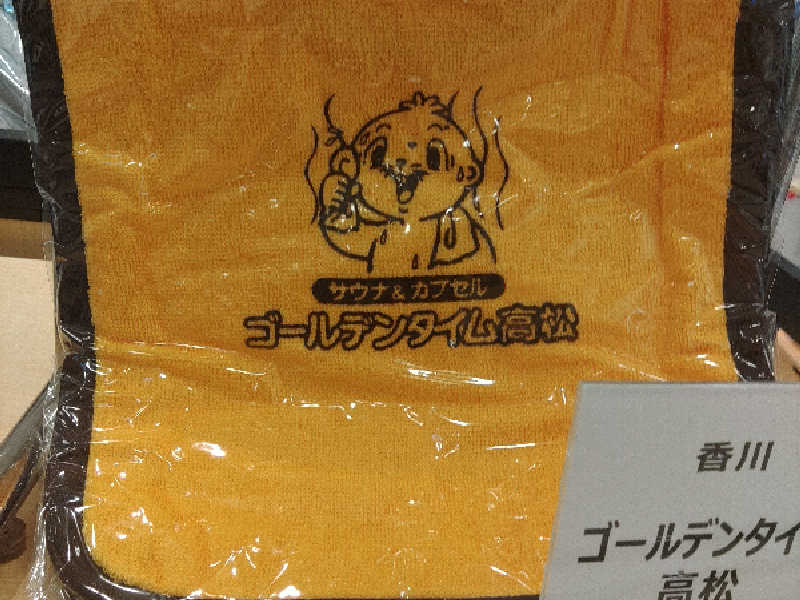 サウナ&カプセル
ゴールデンタイム高松
香川
ゴールデンタイ
高松